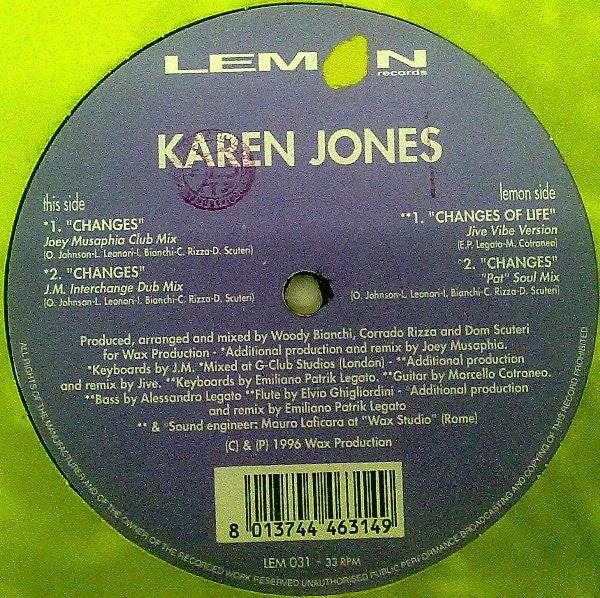 LEMON
records
KAREN JONES
this side
*1. "CHANGES"
Joey Musaphia Club Mix
(O. Johnson-L. Leonori-I. Bianchi-C. Rizza-D. Scuteri)
*2. "CHANGES"
J.M. Interchange Dub Mix
(O. Johnson-L. Leonori-I. Bianchi-C. Rizza-D. Scuteri)
lemon side
**1. "CHANGES OF LIFE"
Jive Vibe Version
(E.P. Legato-M. Cotraneo)
°2. "CHANGES"
"Pat" Soul Mix
(O. Johnson-L. Leonori-I. Bianchi-C. Rizza-D. Scuteri)
Produced, arranged and mixed by Woody Bianchi, Corrado Rizza and Dom Scuteri
for Wax Production - *Additional production and remix by Joey Musaphia.
*Keyboards by J.M. *Mixed at G-Club Studios (London) - **Additional production
and remix by Jive. **Keyboards by Emiliano Patrik Legato. **Guitar by Marcello Cotroneo.
**Bass by Alessandro Legato **Flute by Elvio Ghigliordini - °Additional production
and remix by Emiliano Patrik Legato
** & °Sound engineer: Mauro Laficara at "Wax Studio" (Rome)
(C) & (P) 1996 Wax Production
8 013744 463149
LEM 031 - 33 RPM
ALL RIGHTS OF THE MANUFACTURER AND OF THE OWNER OF THE RECORDED WORK RESERVED UNAUTHORISED PUBLIC PERFORMANCE BROADCASTING AND COPYING OF THIS RECORD PROHIBITED